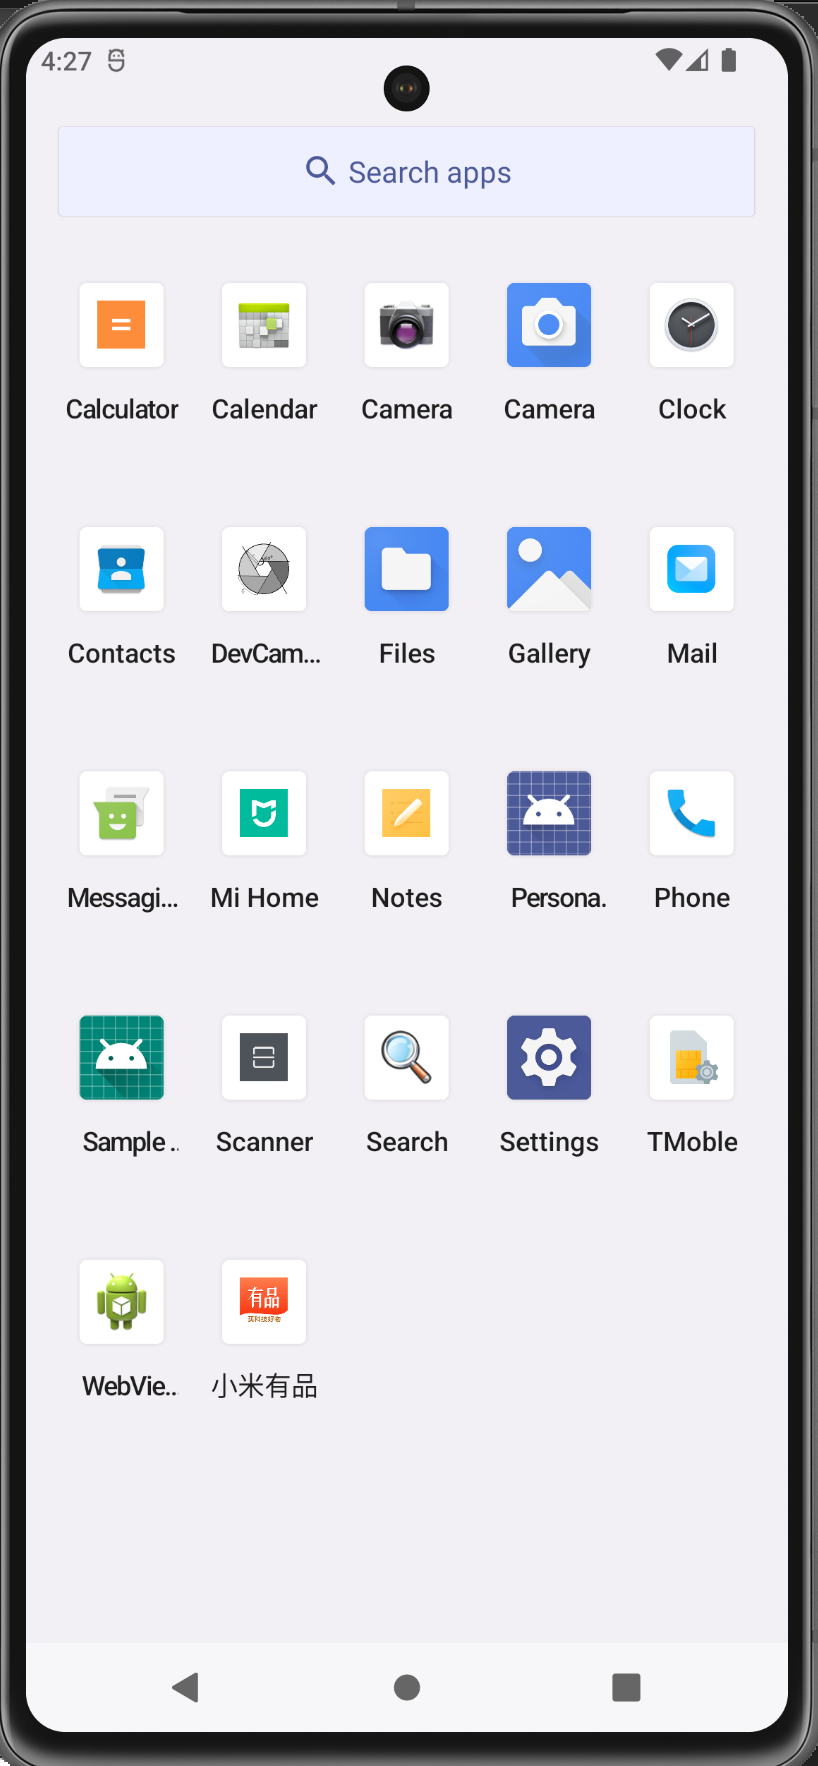 4:27
Search apps
Calculator Calendar Camera Camera Clock
Contacts DevCam... Files Gallery Mail
Messagi... Mi Home Notes Persona. Phone
Sample .. Scanner Search Settings TMoble
有品
WebVie.. 小米有品